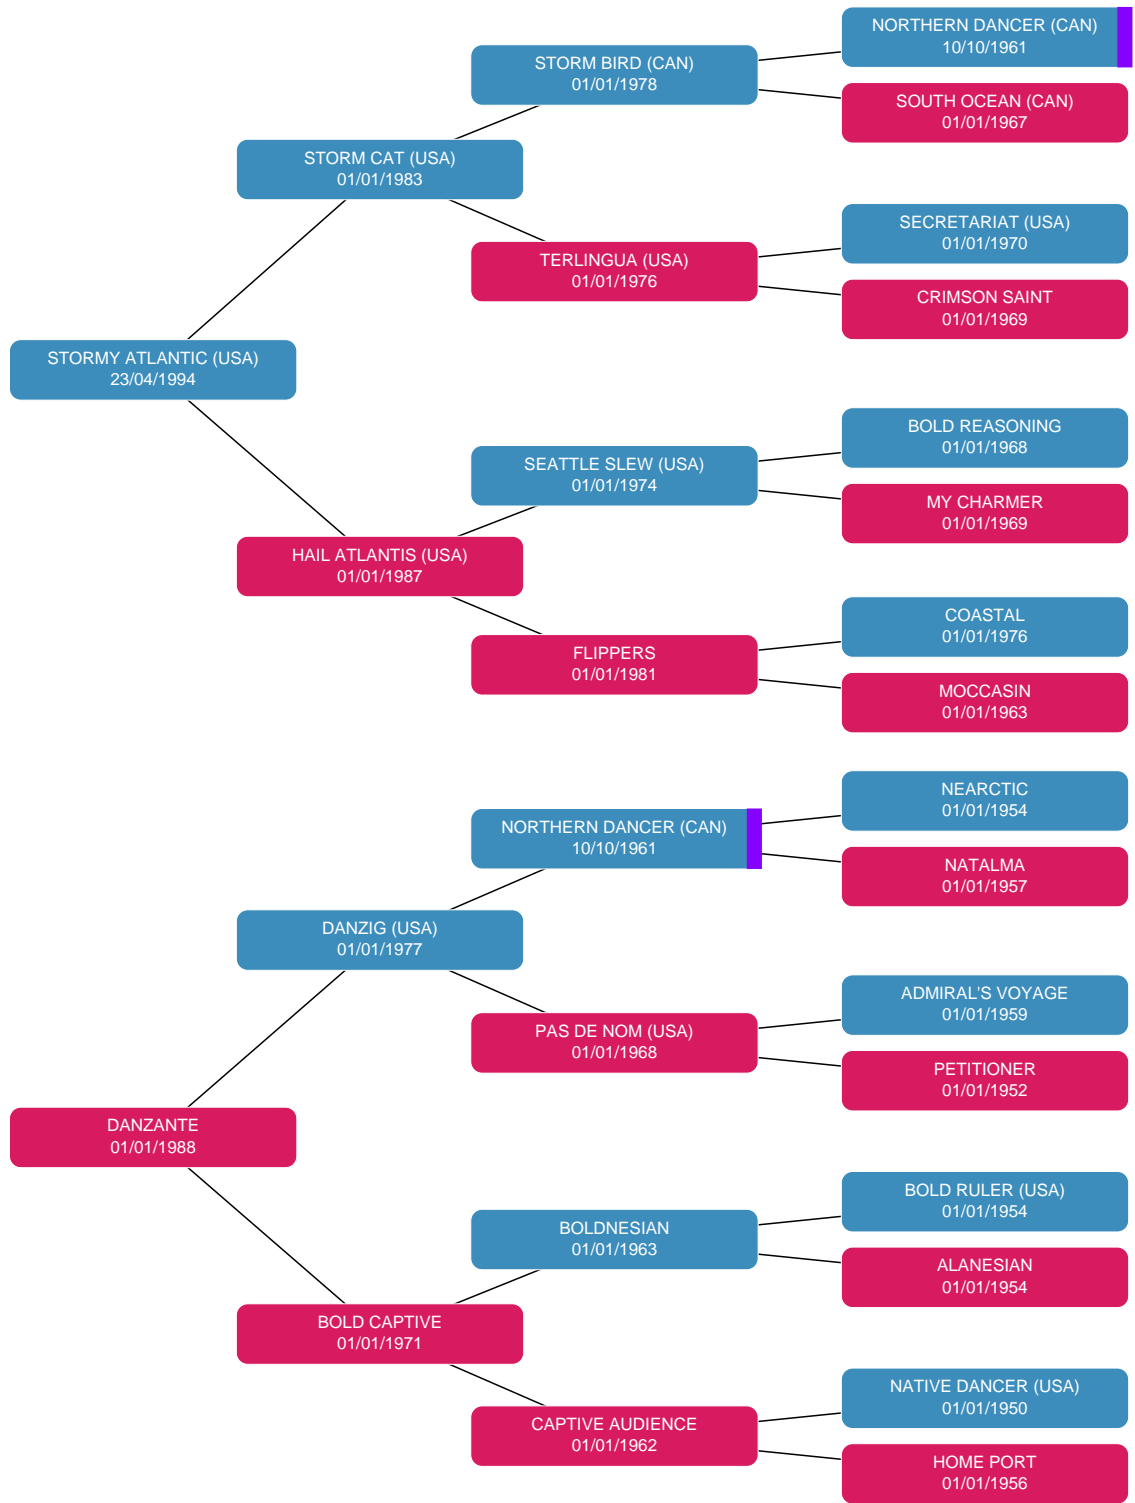 NORTHERN DANCER (CAN)
10/10/1961
STORM BIRD (CAN)
01/01/1978
SOUTH OCEAN (CAN)
01/01/1967
STORM CAT (USA)
01/01/1983
SECRETARIAT (USA)
01/01/1970
TERLINGUA (USA)
01/01/1976
CRIMSON SAINT
01/01/1969
STORMY ATLANTIC (USA)
23/04/1994
BOLD REASONING
01/01/1968
SEATTLE SLEW (USA)
01/01/1974
MY CHARMER
01/01/1969
HAIL ATLANTIS (USA)
01/01/1987
COASTAL
01/01/1976
FLIPPERS
01/01/1981
MOCCASIN
01/01/1963
NEARCTIC
01/01/1954
NORTHERN DANCER (CAN)
10/10/1961
NATALMA
01/01/1957
DANZIG (USA)
01/01/1977
ADMIRAL'S VOYAGE
01/01/1959
PAS DE NOM (USA)
01/01/1968
PETITIONER
01/01/1952
DANZANTE
01/01/1988
BOLD RULER (USA)
01/01/1954
BOLDNESIAN
01/01/1963
ALANESIAN
01/01/1954
BOLD CAPTIVE
01/01/1971
NATIVE DANCER (USA)
01/01/1950
CAPTIVE AUDIENCE
01/01/1962
HOME PORT
01/01/1956